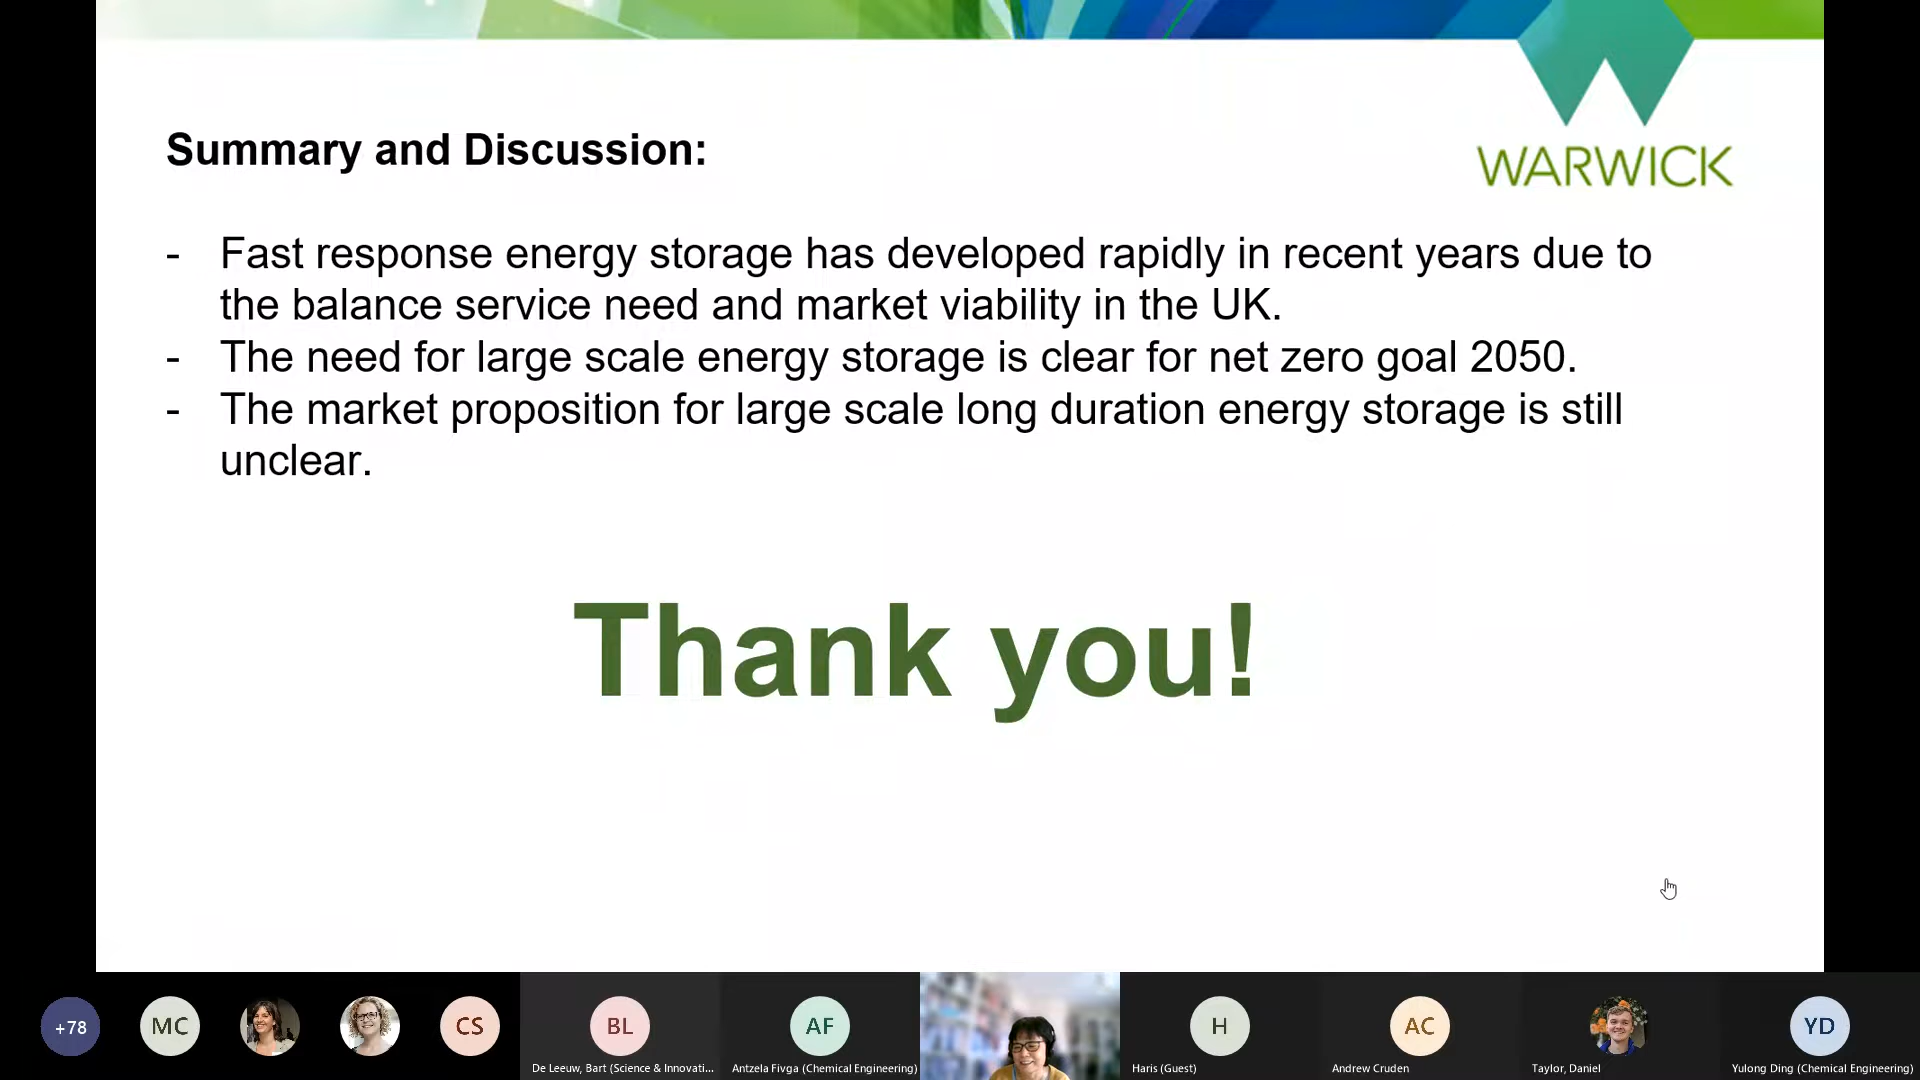 WARWICK
Summary and Discussion:
- Fast response energy storage has developed rapidly in recent years due to
the balance service need and market viability in the UK.
- The need for large scale energy storage is clear for net zero goal 2050.
- The market proposition for large scale long duration energy storage is still
unclear.
Thank you!
+78
MC
CS
BL
AF
H
AC
YD
De Leeuw, Bart (Science & Innovati...
Antzela Fivga (Chemical Engineering)
Haris (Guest)
Andrew Cruden
Taylor, Daniel
Yulong Ding (Chemical Engineering)